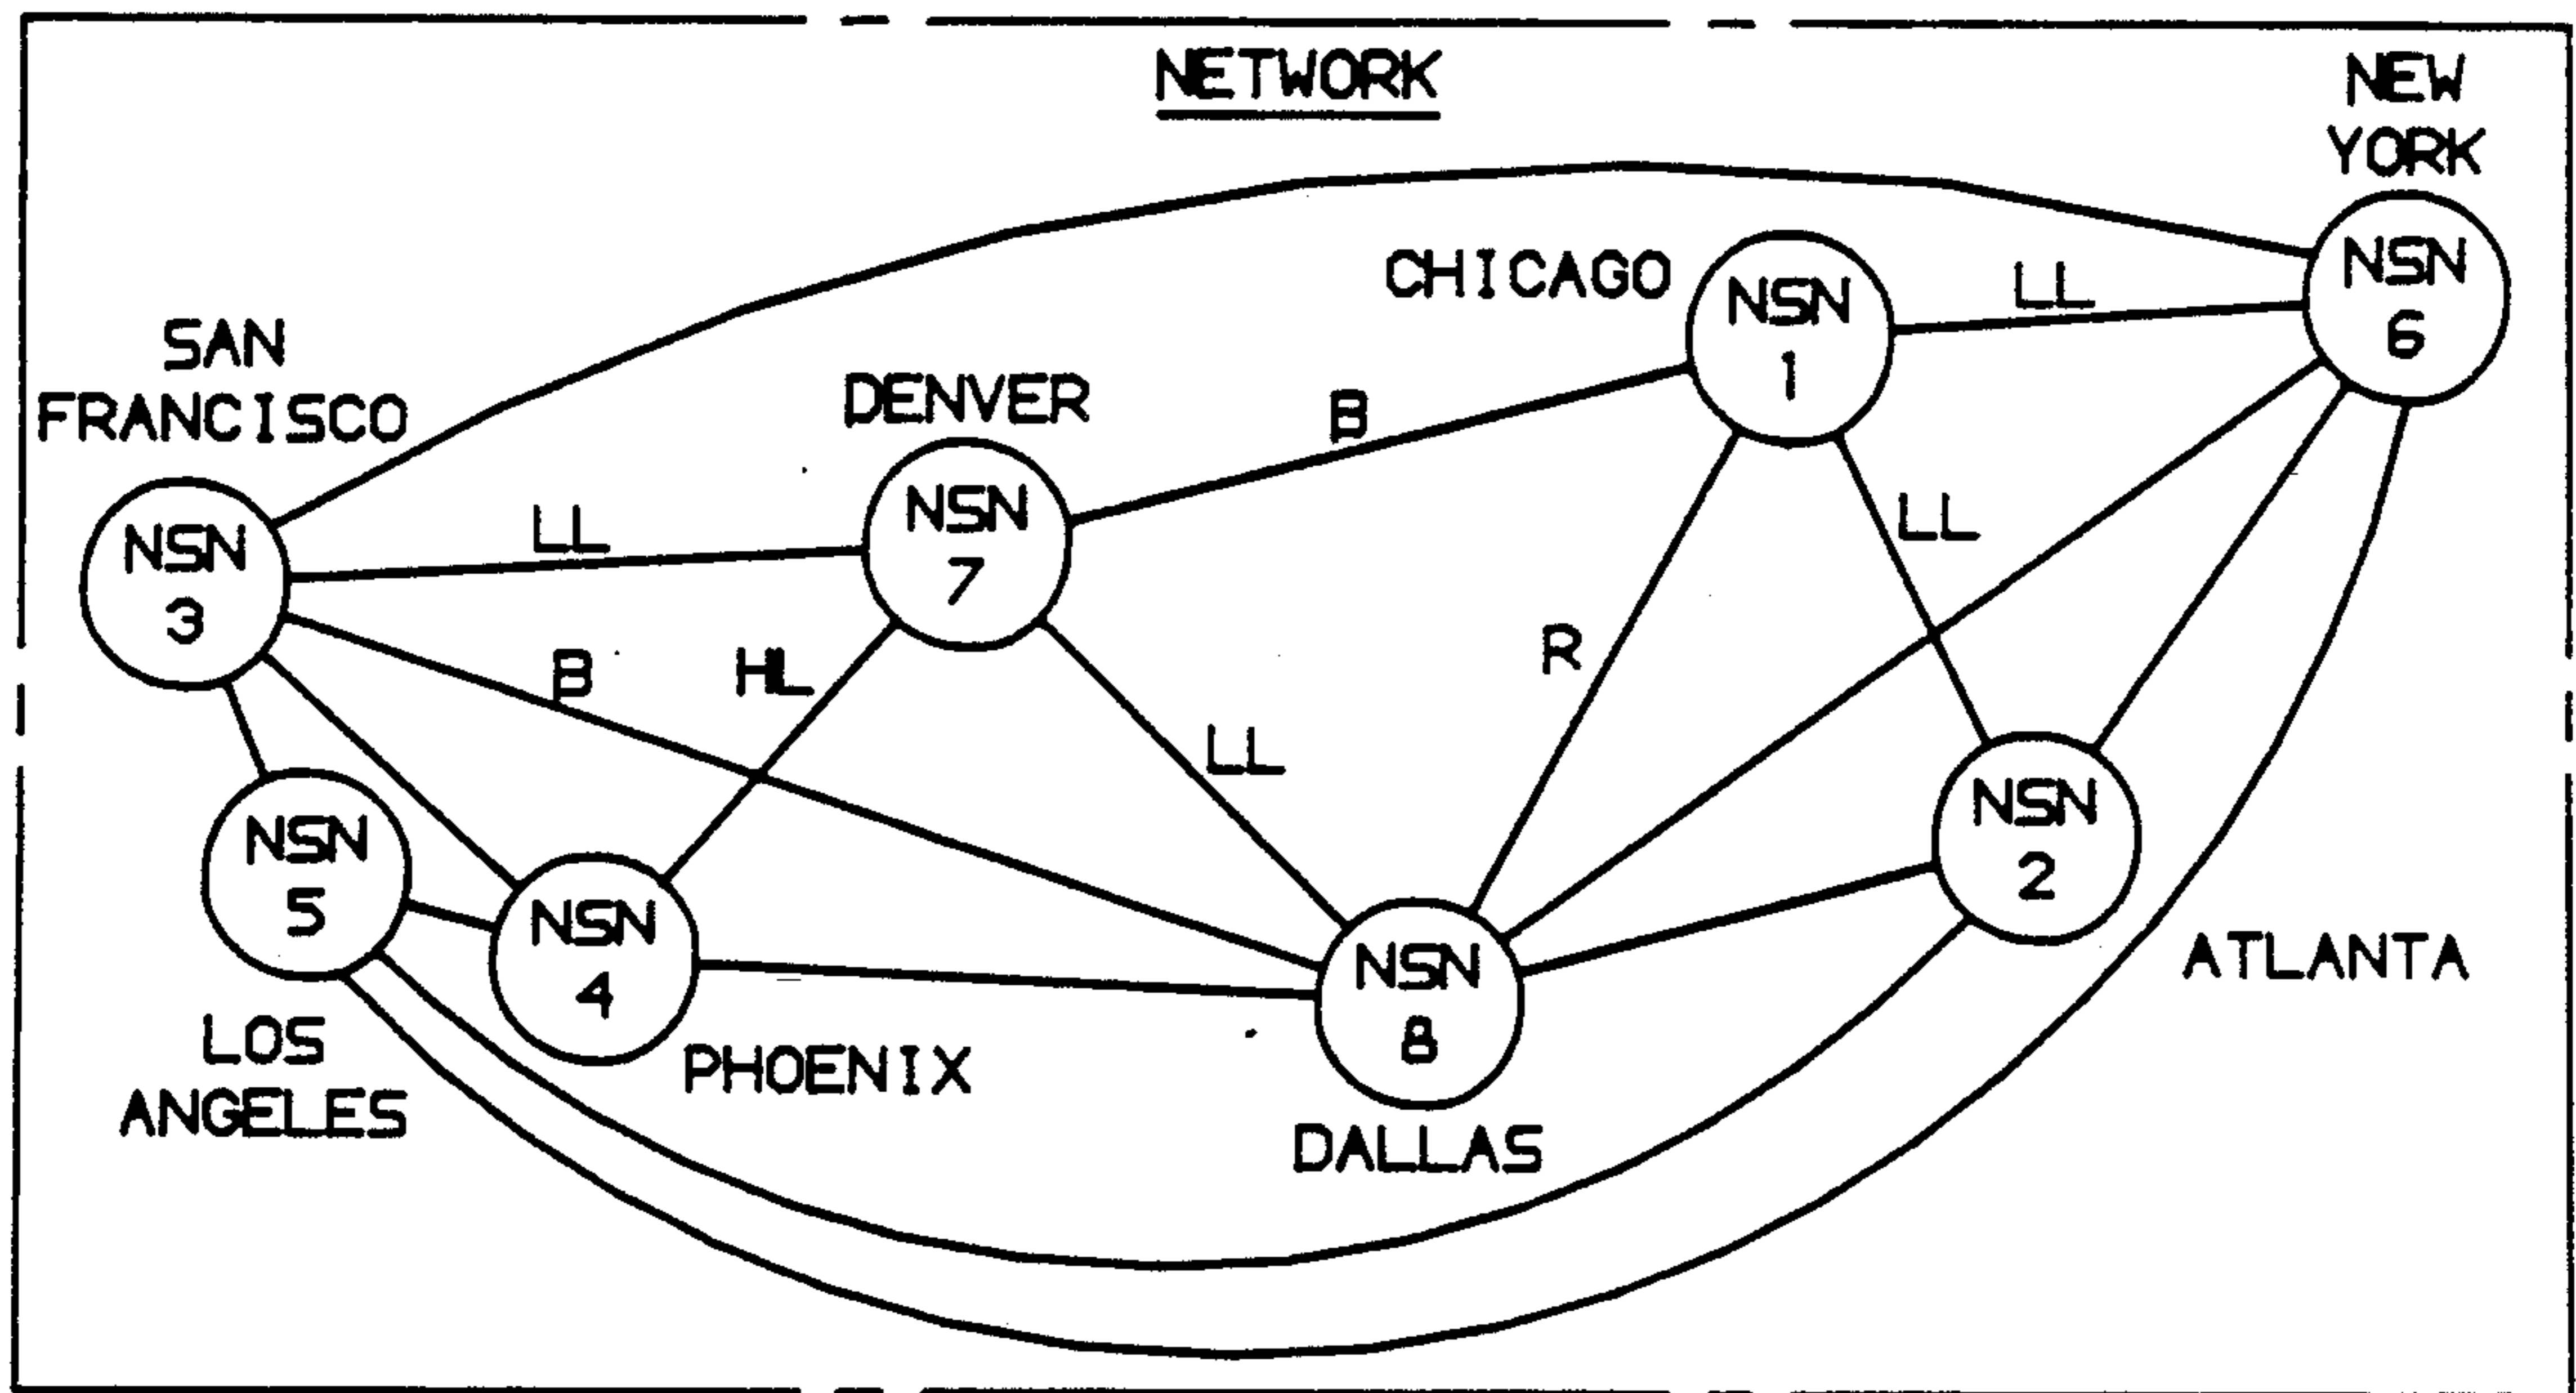 NETWORK
NEW
YORK
NSN
6
CHICAGO
NSN
1
LL
SAN
FRANCISCO
DENVER
B
NSN
7
LL
NSN
3
LL
B
HL
R
LL
NSN
2
NSN
5
NSN
4
NSN
8
ATLANTA
LOS
ANGELES
PHOENIX
DALLAS